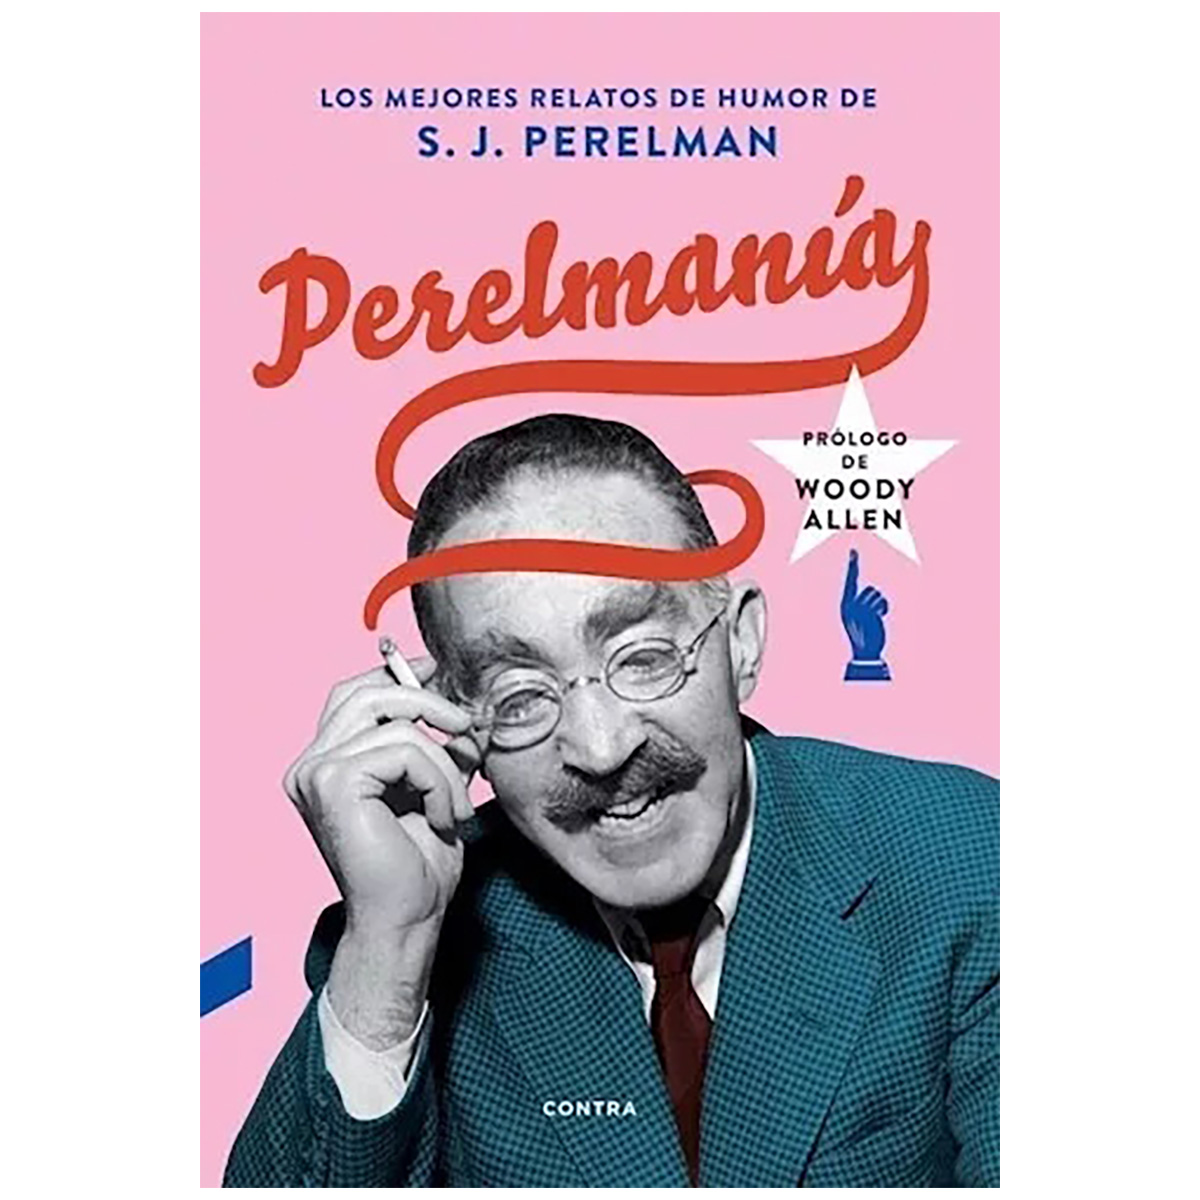 LOS MEJORES RELATOS DE HUMOR DE
S. J. PERELMAN
Perelmanía
PRÓLOGO
DE
WOODY
ALLEN
CONTRA